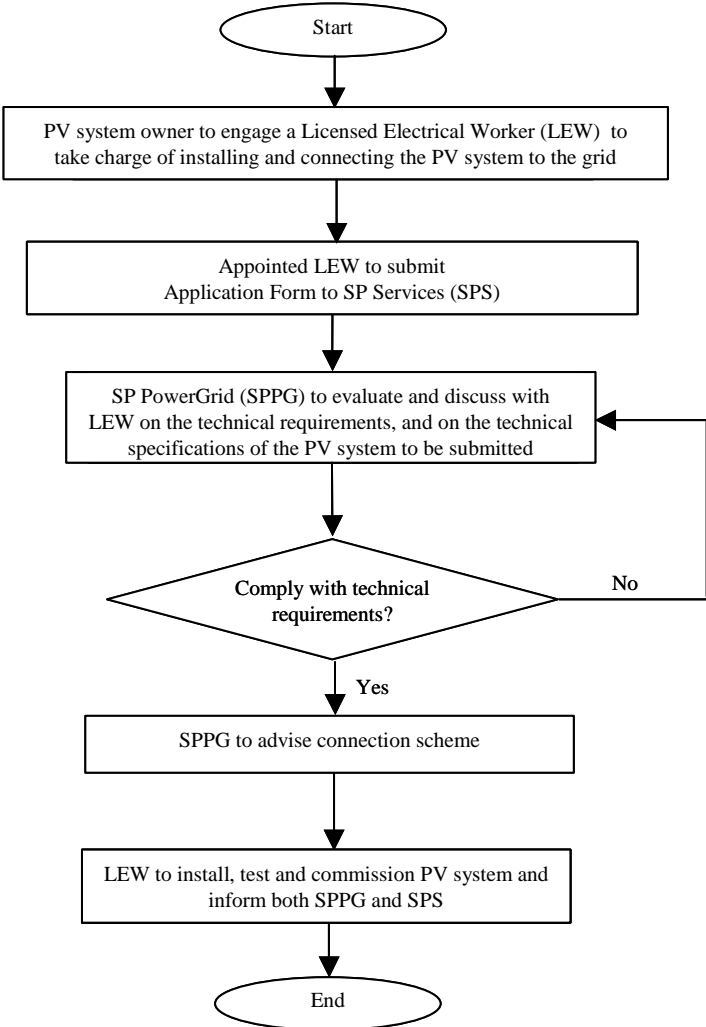 Start
PV system owner to engage a Licensed Electrical Worker (LEW) to
take charge of installing and connecting the PV system to the grid
Appointed LEW to submit
Application Form to SP Services (SPS)
SP PowerGrid (SPPG) to evaluate and discuss with
LEW on the technical requirements, and on the technical
specifications of the PV system to be submitted
Comply with technical
requirements?
No
Yes
SPPG to advise connection scheme
LEW to install, test and commission PV system and
inform both SPPG and SPS
End